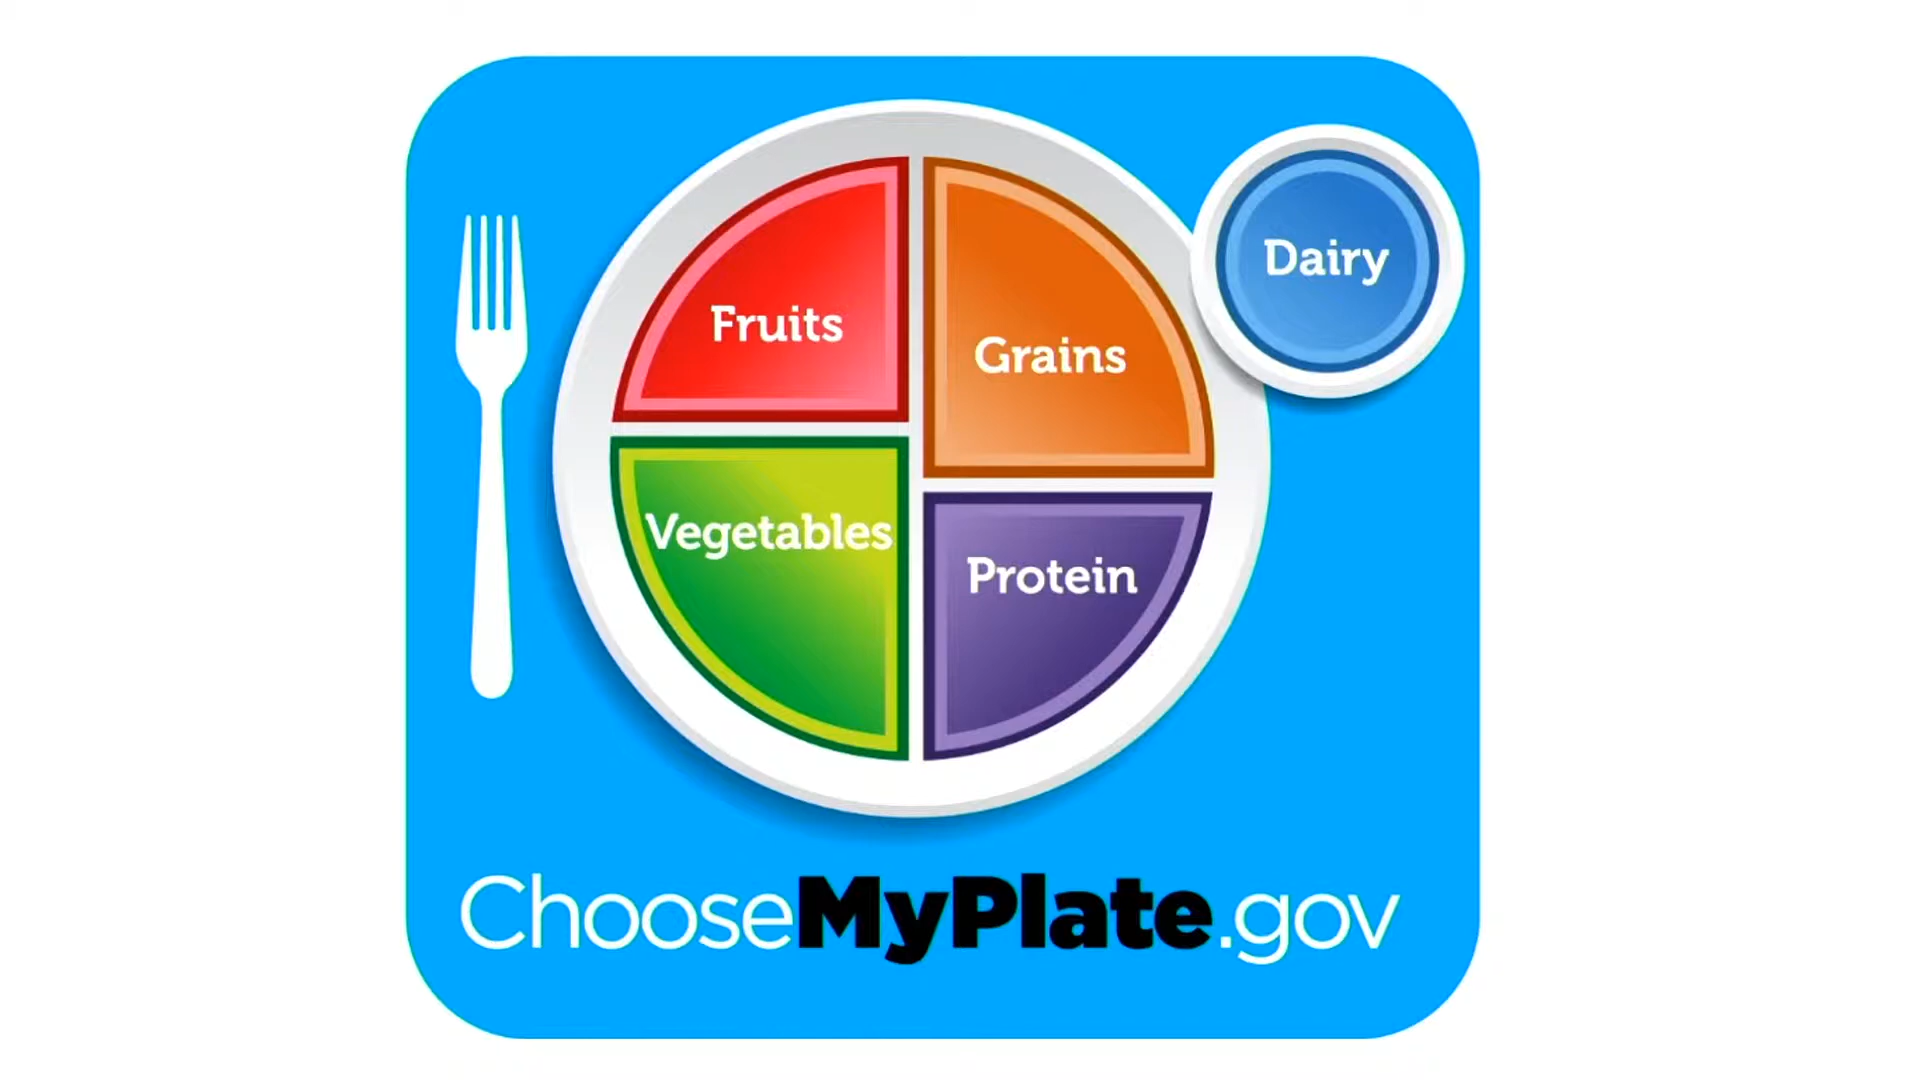 Fruits
Grains
Dairy
Vegetables
Protein
ChooseMyPlate.gov